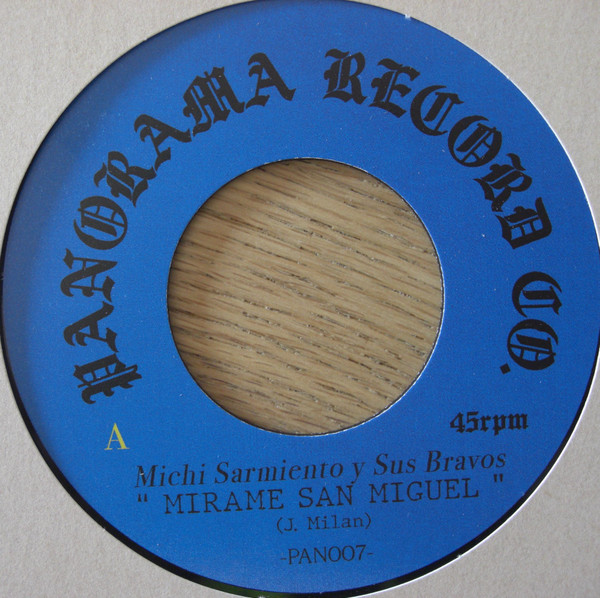 PANORAMA RECORD CO.
45rpm
A
Michi Sarmiento y Sus Bravos
" MIRAME SAN MIGUEL "
(J. Milan)
-PAN007-